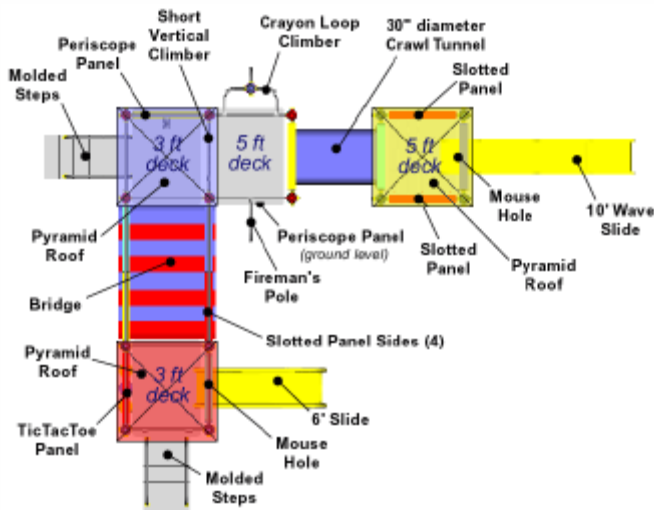 Short
Vertical
Climber
Crayon Loop
Climber
30" diameter
Crawl Tunnel
Periscope
Panel
Slotted
Panel
Molded
Steps
3 ft
deck
5 ft
deck
5 ft
deck
Mouse
Hole
10' Wave
Slide
Pyramid
Roof
Periscope Panel
(ground level)
Slotted
Panel
Pyramid
Roof
Fireman's
Pole
Bridge
Slotted Panel Sides (4)
Pyramid
Roof
3 ft
deck
6' Slide
TicTacToe
Panel
Mouse
Hole
Molded
Steps